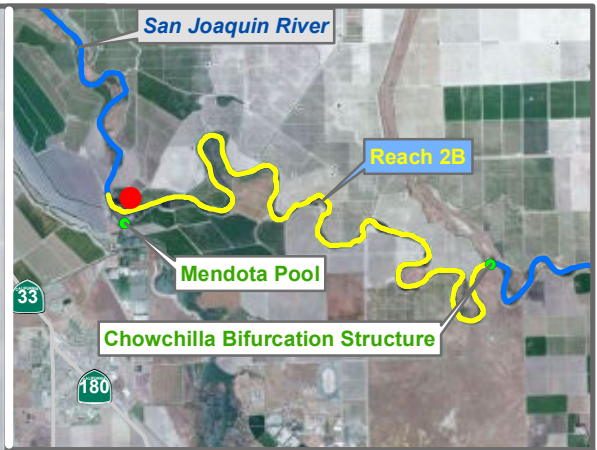 San Joaquin River
Reach 2B
Mendota Pool
33
Chowchilla Bifurcation Structure
180